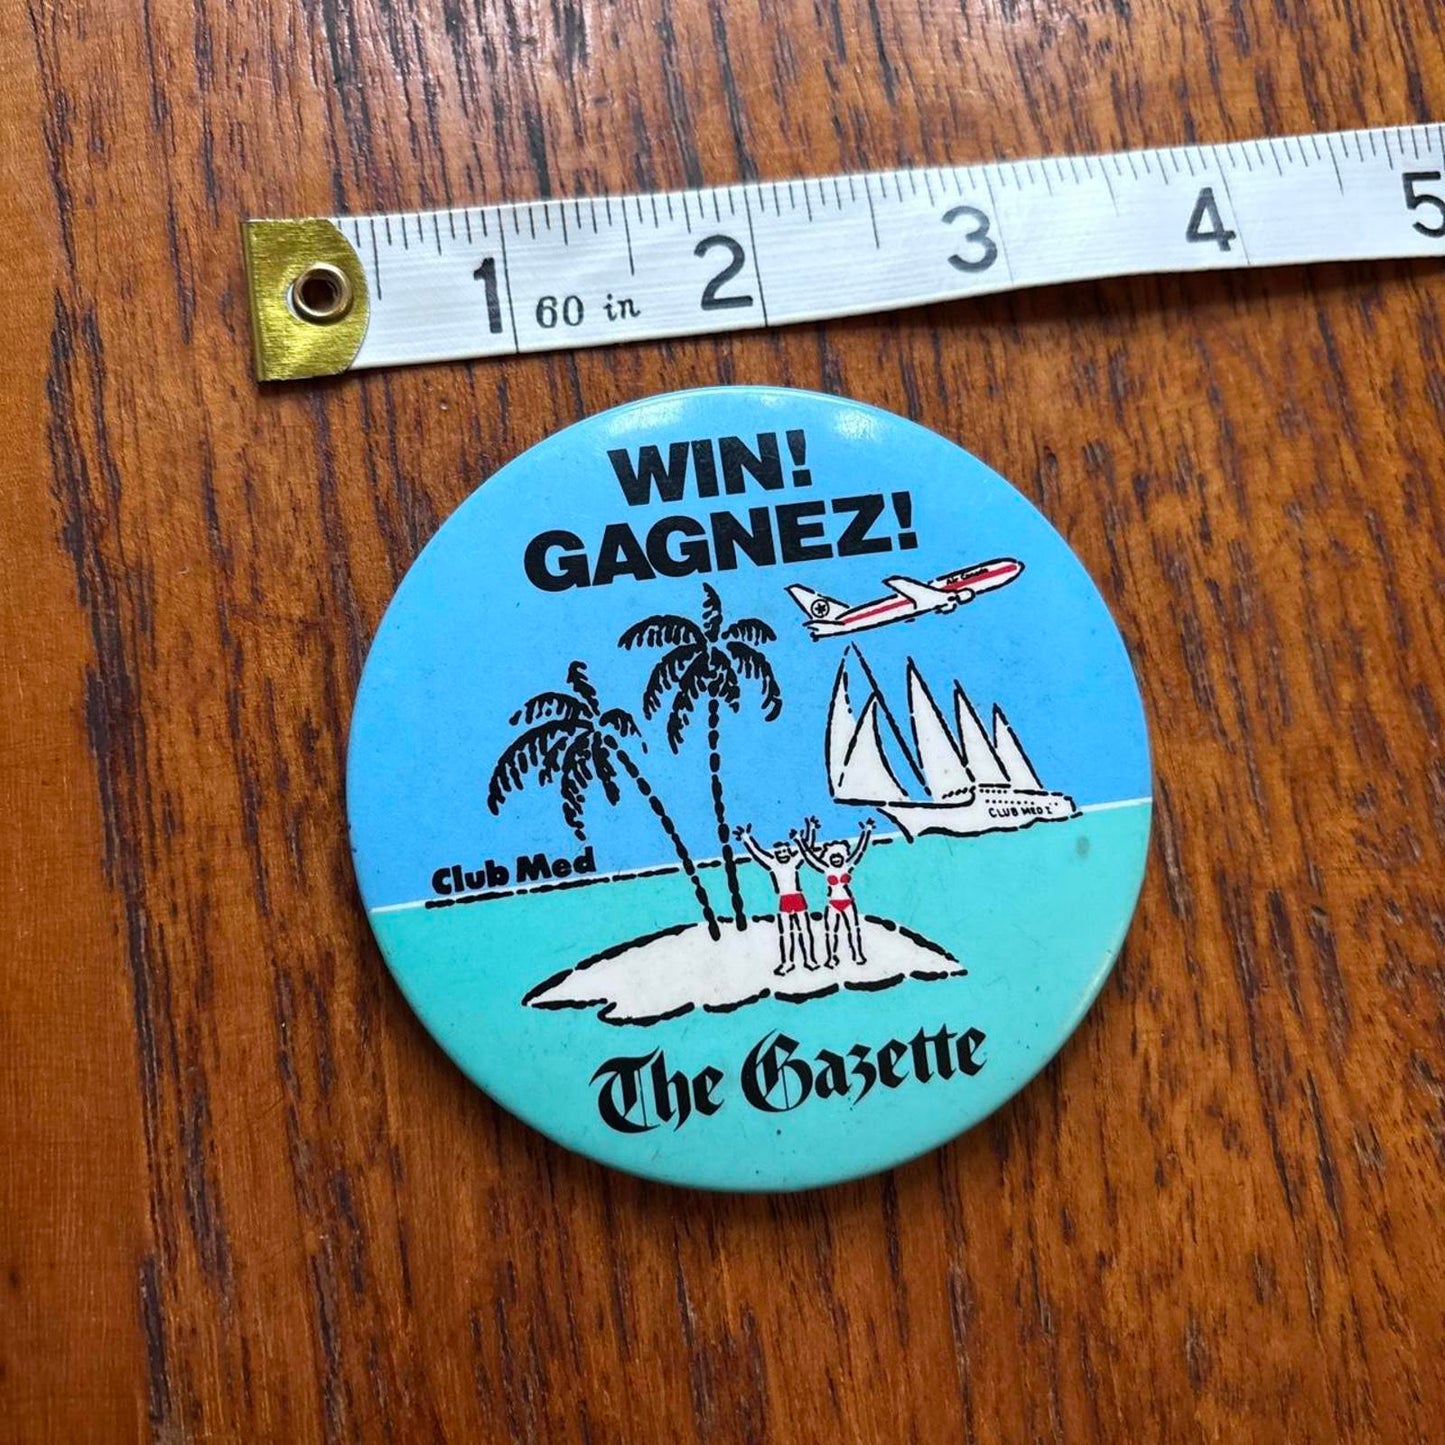 1 2 3 4 5
60 in
WIN!
GAGNEZ!
Air Canada
CLUB MED I
Club Med
The Gazette